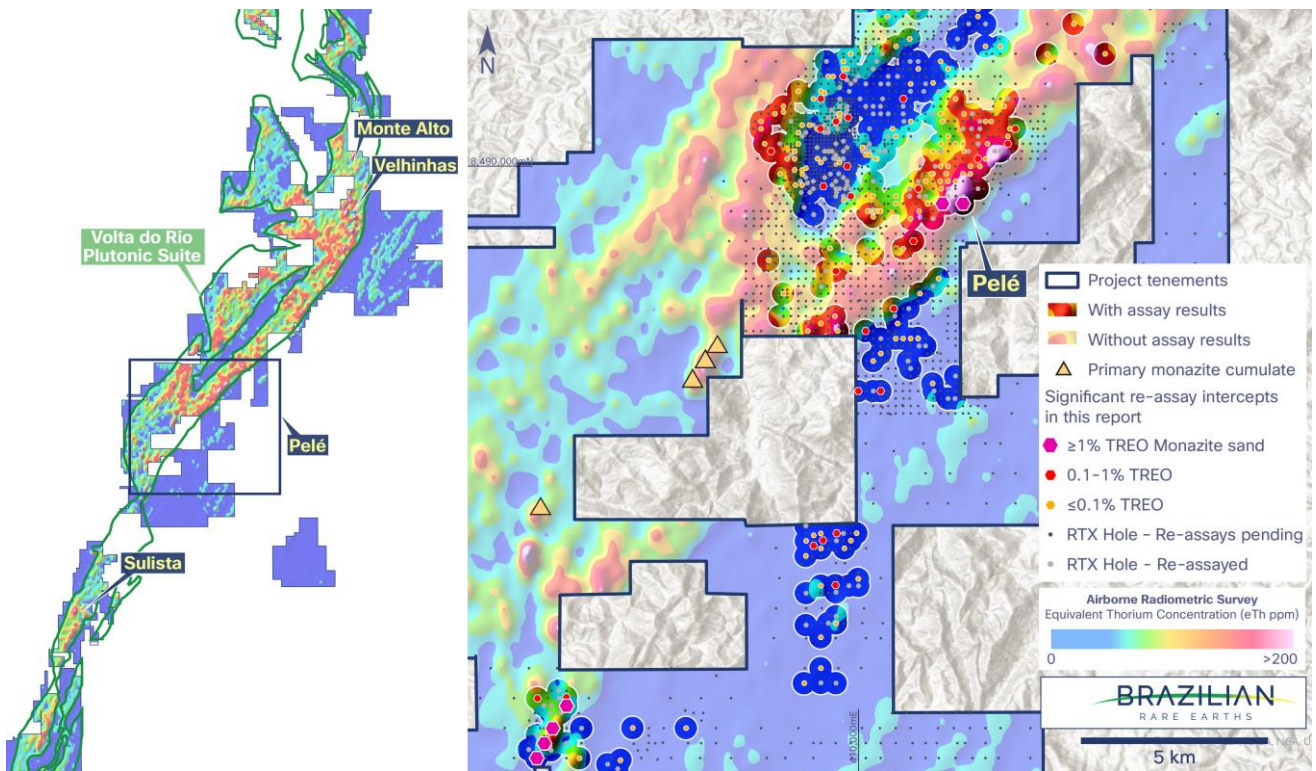 Monte Alto
Velhinhas
Volta do Rio
Plutonic Suite
Pelé
Sulista
N
8,490,000mN
Pelé
Project tenements
With assay results
Without assay results
Primary monazite cumulate
Significant re-assay intercepts
in this report
≥1% TREO Monazite sand
0.1–1% TREO
≤0.1% TREO
RTX Hole – Re-assays pending
RTX Hole – Re-assayed
Airborne Radiometric Survey
Equivalent Thorium Concentration (eTh ppm)
0 >200
BRAZILIAN
RARE EARTHS
5 km